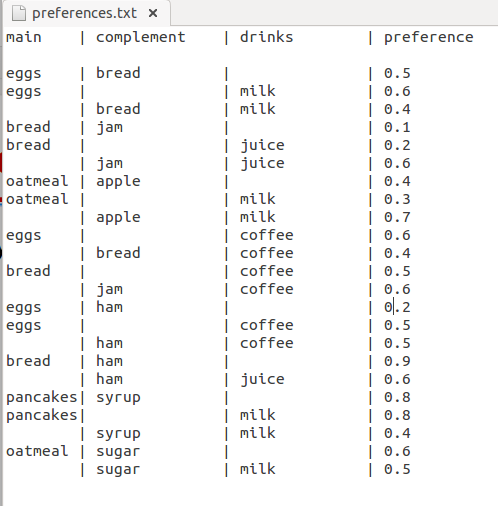 preferences.txt ×
main | complement | drinks | preference
eggs | bread | | 0.5
eggs | | milk | 0.6
| bread | milk | 0.4
bread | jam | | 0.1
bread | | juice | 0.2
| jam | juice | 0.6
oatmeal | apple | | 0.4
oatmeal | | milk | 0.3
| apple | milk | 0.7
eggs | | coffee | 0.6
| bread | coffee | 0.4
bread | | coffee | 0.5
| jam | coffee | 0.6
eggs | ham | | 0.2
eggs | | coffee | 0.5
| ham | coffee | 0.5
bread | ham | | 0.9
| ham | juice | 0.6
pancakes| syrup | | 0.8
pancakes| | milk | 0.8
| syrup | milk | 0.4
oatmeal | sugar | | 0.6
| sugar | milk | 0.5